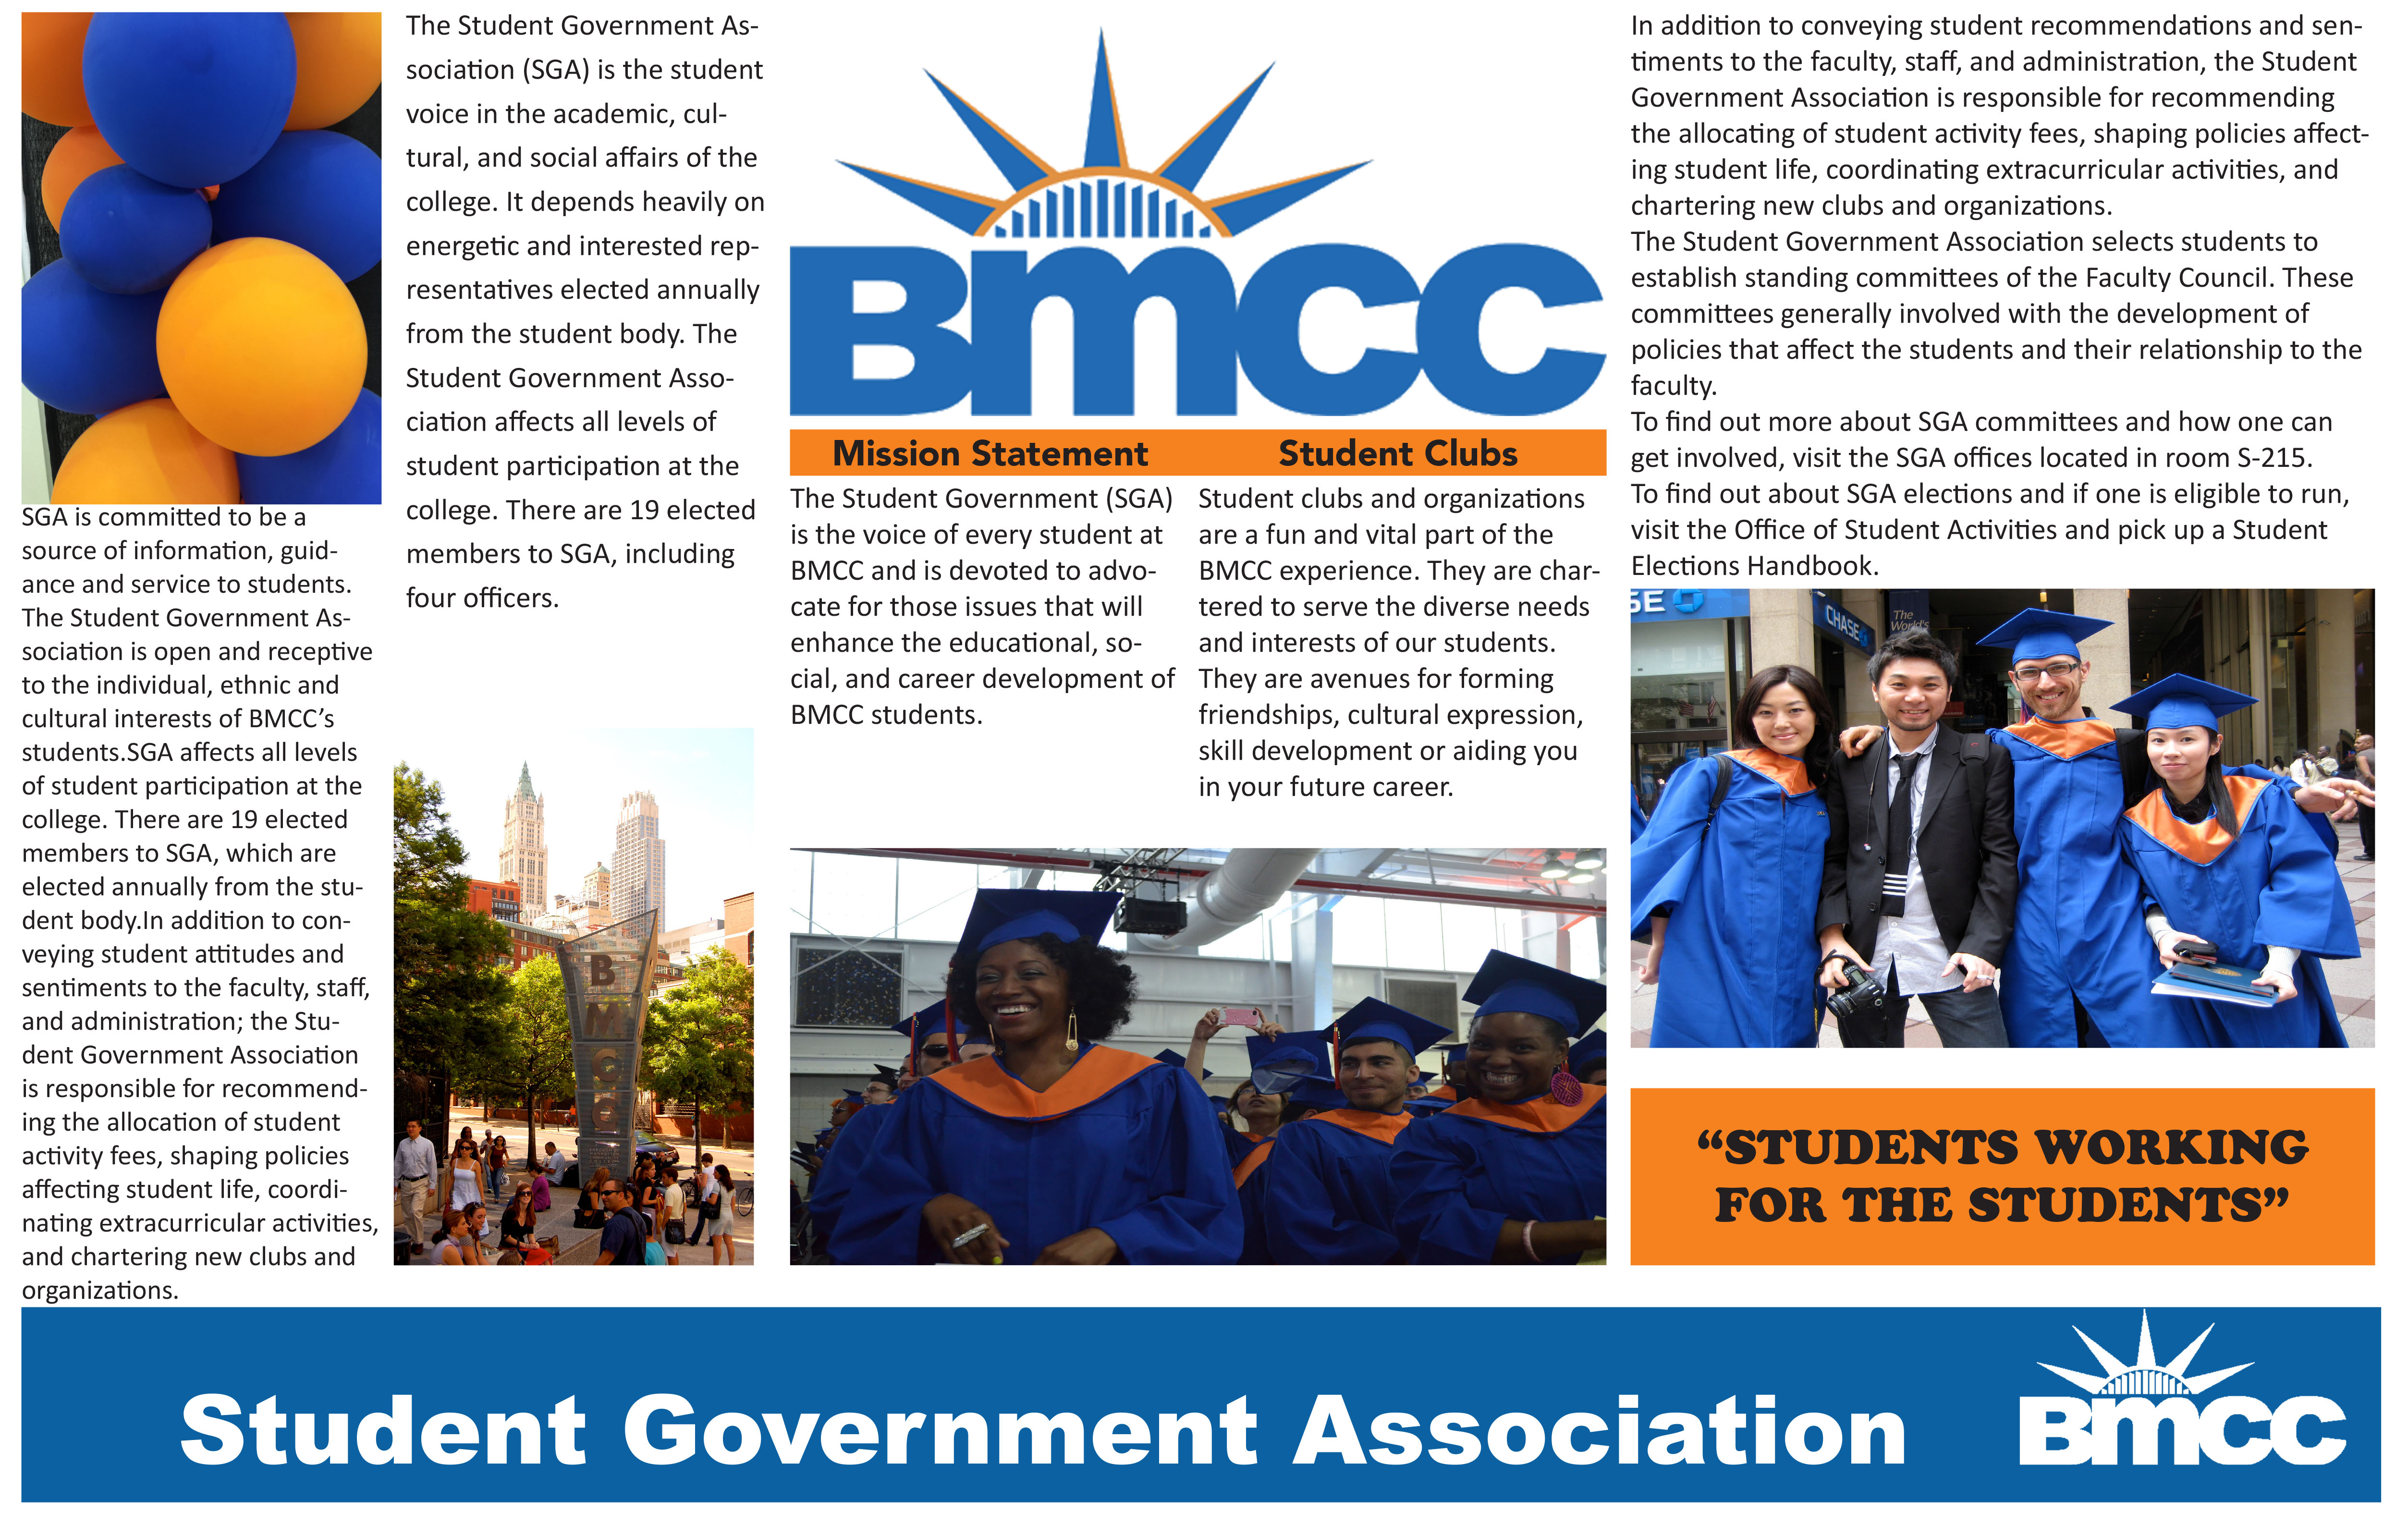 SGA is committed to be a
source of information, guid-
ance and service to students.
The Student Government As-
sociation is open and receptive
to the individual, ethnic and
cultural interests of BMCC’s
students.SGA affects all levels
of student participation at the
college. There are 19 elected
members to SGA, which are
elected annually from the stu-
dent body.In addition to con-
veying student attitudes and
sentiments to the faculty, staff,
and administration; the Stu-
dent Government Association
is responsible for recommend-
ing the allocation of student
activity fees, shaping policies
affecting student life, coordi-
nating extracurricular activities,
and chartering new clubs and
organizations.
The Student Government As-
sociation (SGA) is the student
voice in the academic, cul-
tural, and social affairs of the
college. It depends heavily on
energetic and interested rep-
resentatives elected annually
from the student body. The
Student Government Asso-
ciation affects all levels of
student participation at the
college. There are 19 elected
members to SGA, including
four officers.
B
M
C
C
BMCC
Mission Statement
The Student Government (SGA)
is the voice of every student at
BMCC and is devoted to advo-
cate for those issues that will
enhance the educational, so-
cial, and career development of
BMCC students.
Student Clubs
Student clubs and organizations
are a fun and vital part of the
BMCC experience. They are char-
tered to serve the diverse needs
and interests of our students.
They are avenues for forming
friendships, cultural expression,
skill development or aiding you
in your future career.
In addition to conveying student recommendations and sen-
timents to the faculty, staff, and administration, the Student
Government Association is responsible for recommending
the allocating of student activity fees, shaping policies affect-
ing student life, coordinating extracurricular activities, and
chartering new clubs and organizations.
The Student Government Association selects students to
establish standing committees of the Faculty Council. These
committees generally involved with the development of
policies that affect the students and their relationship to the
faculty.
To find out more about SGA committees and how one can
get involved, visit the SGA offices located in room S-215.
To find out about SGA elections and if one is eligible to run,
visit the Office of Student Activities and pick up a Student
Elections Handbook.
SE
CHASE
The
World's
“STUDENTS WORKING
FOR THE STUDENTS”
Student Government Association
BMCC